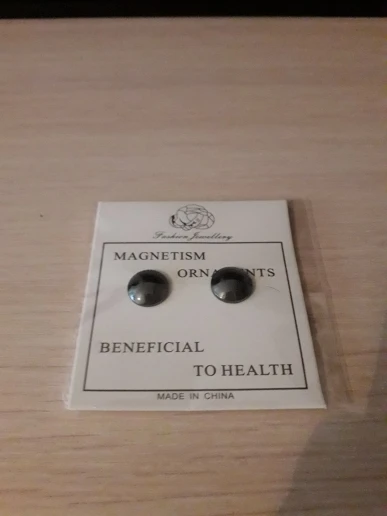 Fashion Jewellery
MAGNETISM
ORNAMENTS
BENEFICIAL
TO HEALTH
MADE IN CHINA